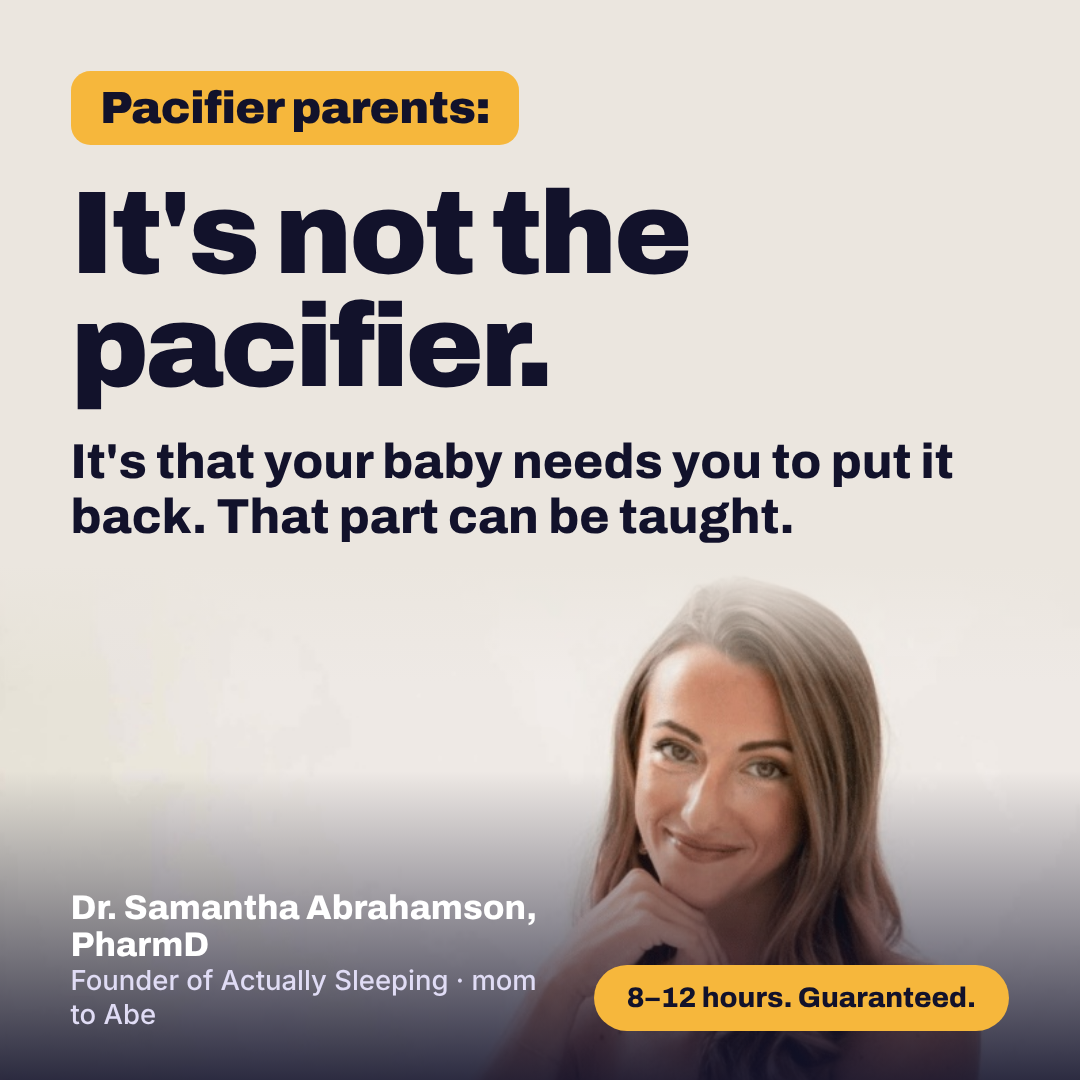 Pacifier parents:
It's not the
pacifier.
It's that your baby needs you to put it
back. That part can be taught.
Dr. Samantha Abrahamson,
PharmD
Founder of Actually Sleeping · mom
to Abe
8–12 hours. Guaranteed.